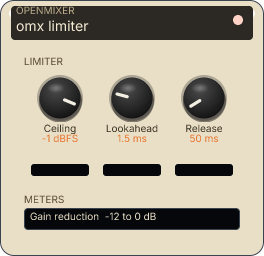 OPENMIXER
omx limiter
LIMITER
Ceiling Lookahead Release
-1 dBFS 1.5 ms 50 ms
METERS
Gain reduction -12 to 0 dB